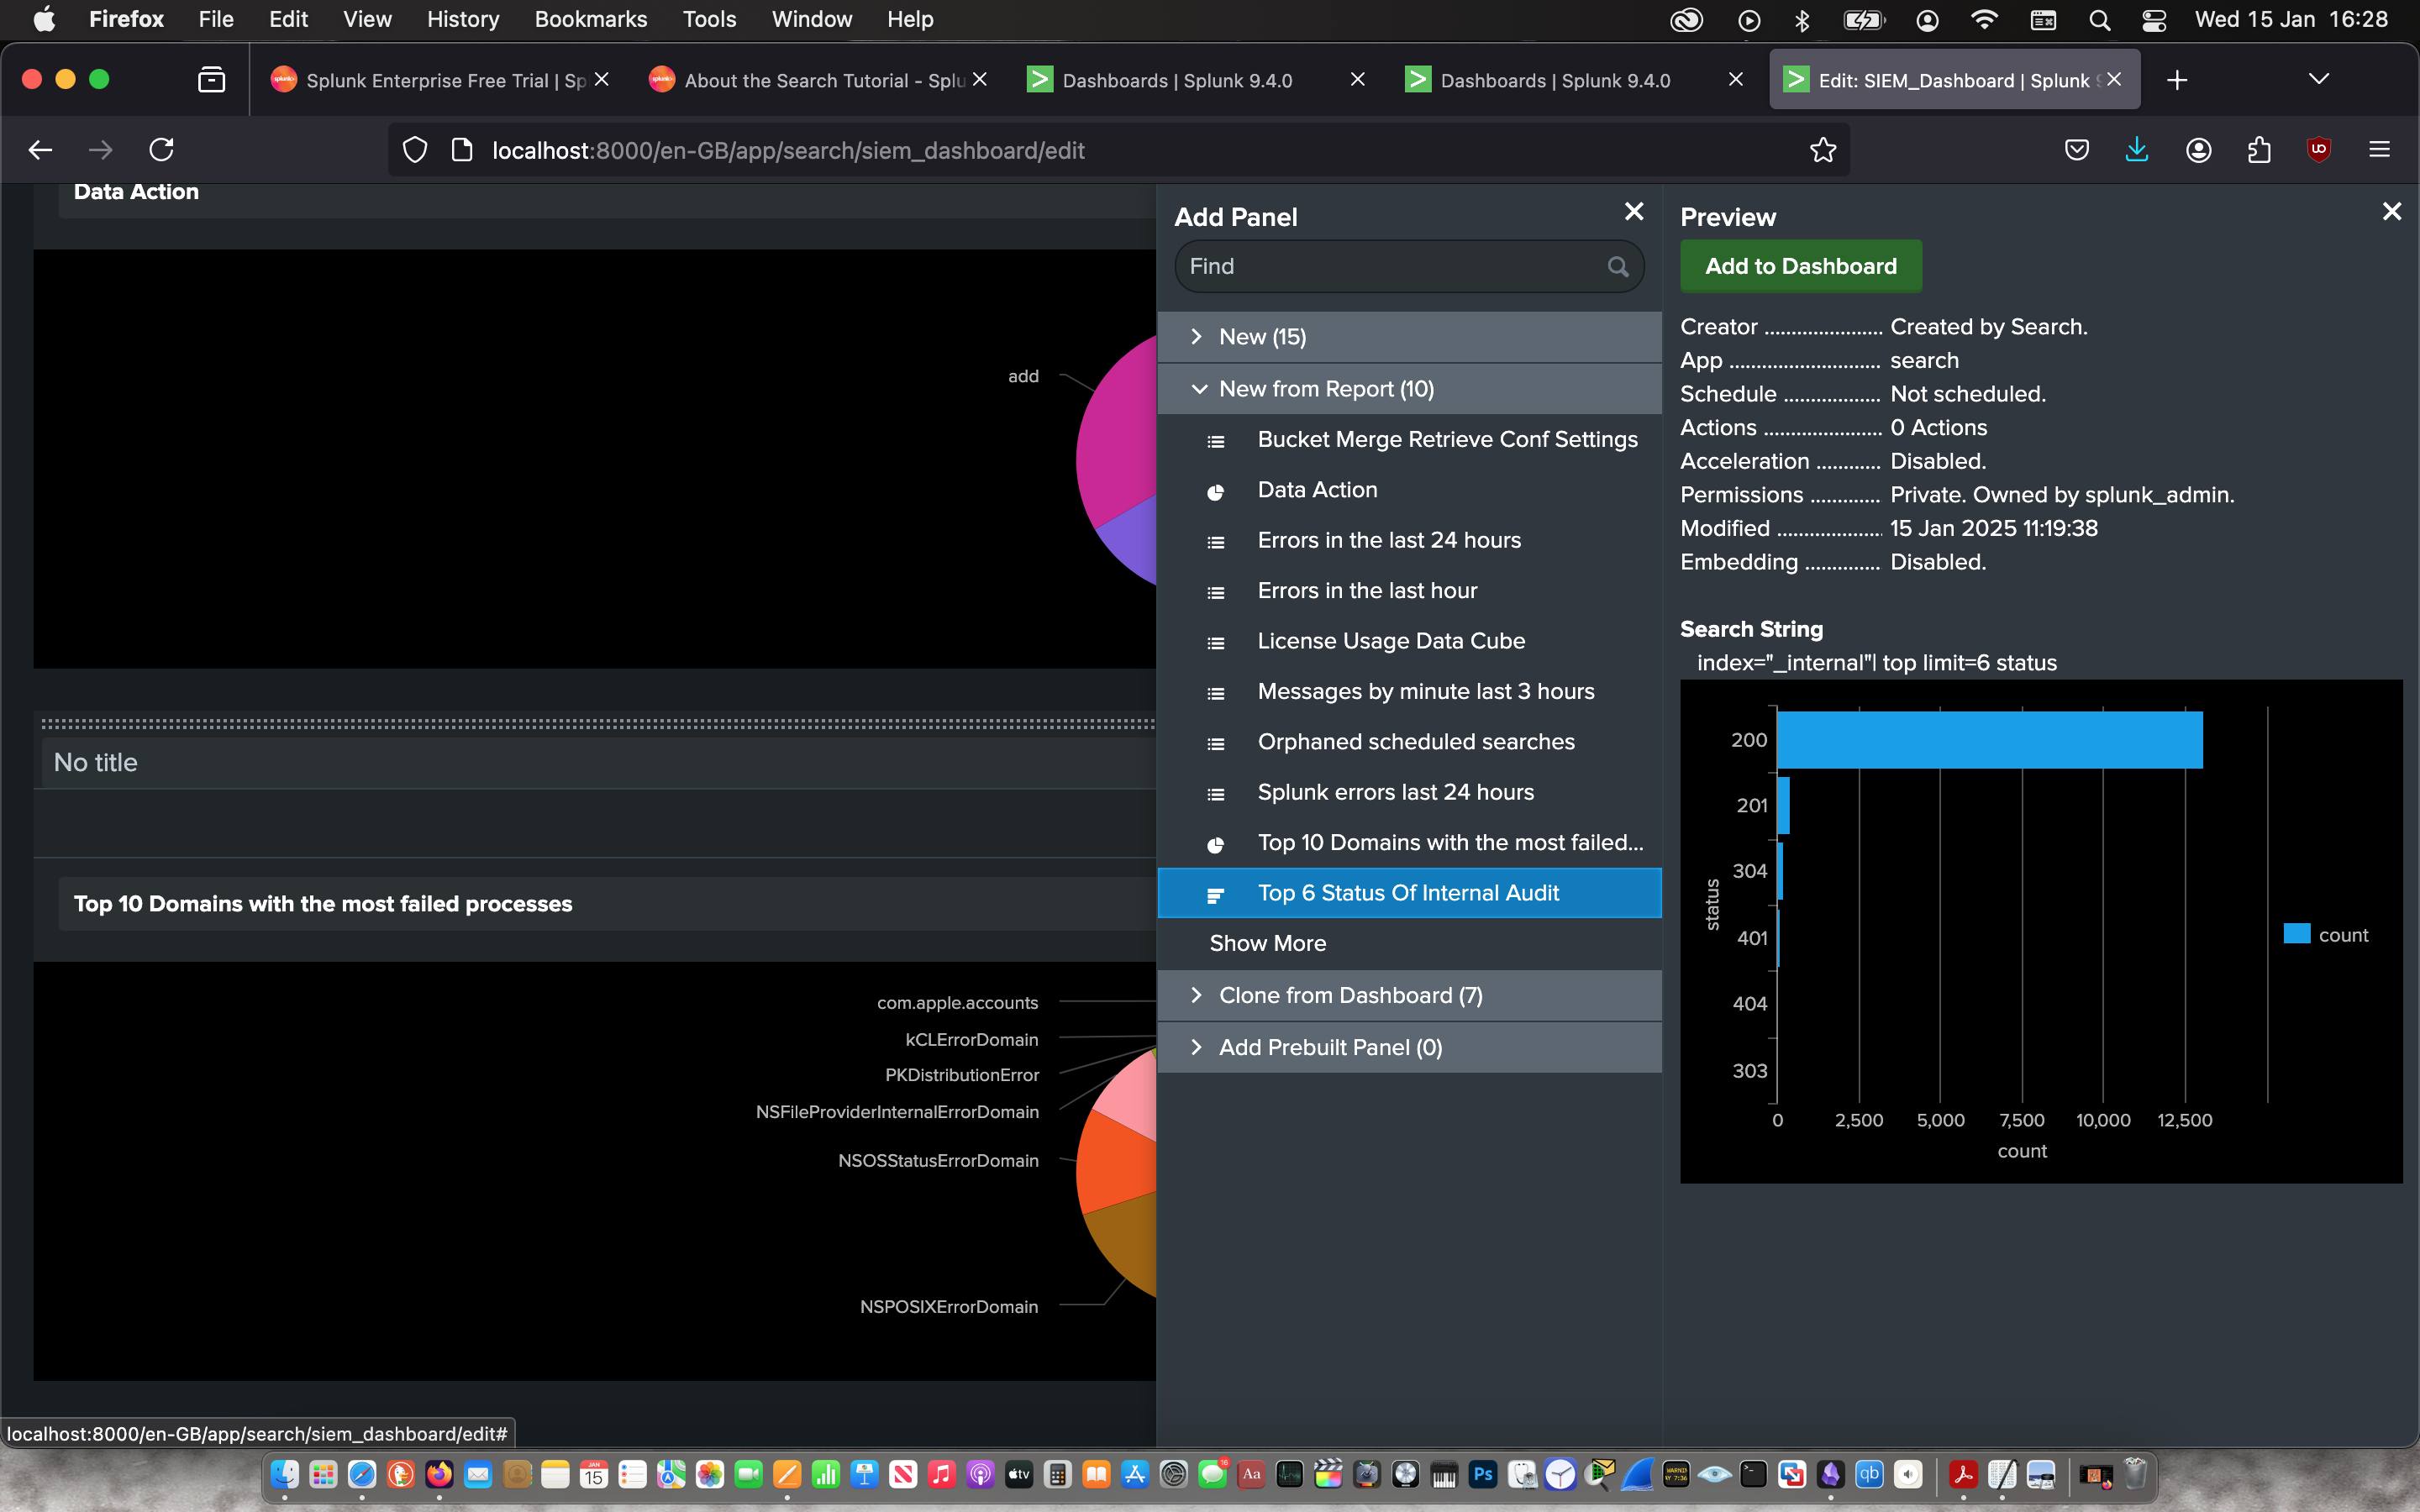 Firefox File Edit View History Bookmarks Tools Window Help Wed 15 Jan 16:28
Splunk Enterprise Free Trial | Sp
About the Search Tutorial - Splu
Dashboards | Splunk 9.4.0
Dashboards | Splunk 9.4.0
Edit: SIEM_Dashboard | Splunk 9
localhost:8000/en-GB/app/search/siem_dashboard/edit
Data Action
add
No title
Top 10 Domains with the most failed processes
com.apple.accounts
kCLErrorDomain
PKDistributionError
NSFileProviderInternalErrorDomain
NSOSStatusErrorDomain
NSPOSIXErrorDomain
localhost:8000/en-GB/app/search/siem_dashboard/edit#
Add Panel
Find
New (15)
New from Report (10)
Bucket Merge Retrieve Conf Settings
Data Action
Errors in the last 24 hours
Errors in the last hour
License Usage Data Cube
Messages by minute last 3 hours
Orphaned scheduled searches
Splunk errors last 24 hours
Top 10 Domains with the most failed...
Top 6 Status Of Internal Audit
Show More
Clone from Dashboard (7)
Add Prebuilt Panel (0)
Preview
Add to Dashboard
Creator ...................... Created by Search.
App ............................ search
Schedule .................. Not scheduled.
Actions ...................... 0 Actions
Acceleration ............ Disabled.
Permissions ............. Private. Owned by splunk_admin.
Modified .................... 15 Jan 2025 11:19:38
Embedding .............. Disabled.
Search String
index="_internal"| top limit=6 status
200
201
304
401
404
303
status
0 2,500 5,000 7,500 10,000 12,500
count
count
JAN
15
tv
16
Aa
Ps
qb